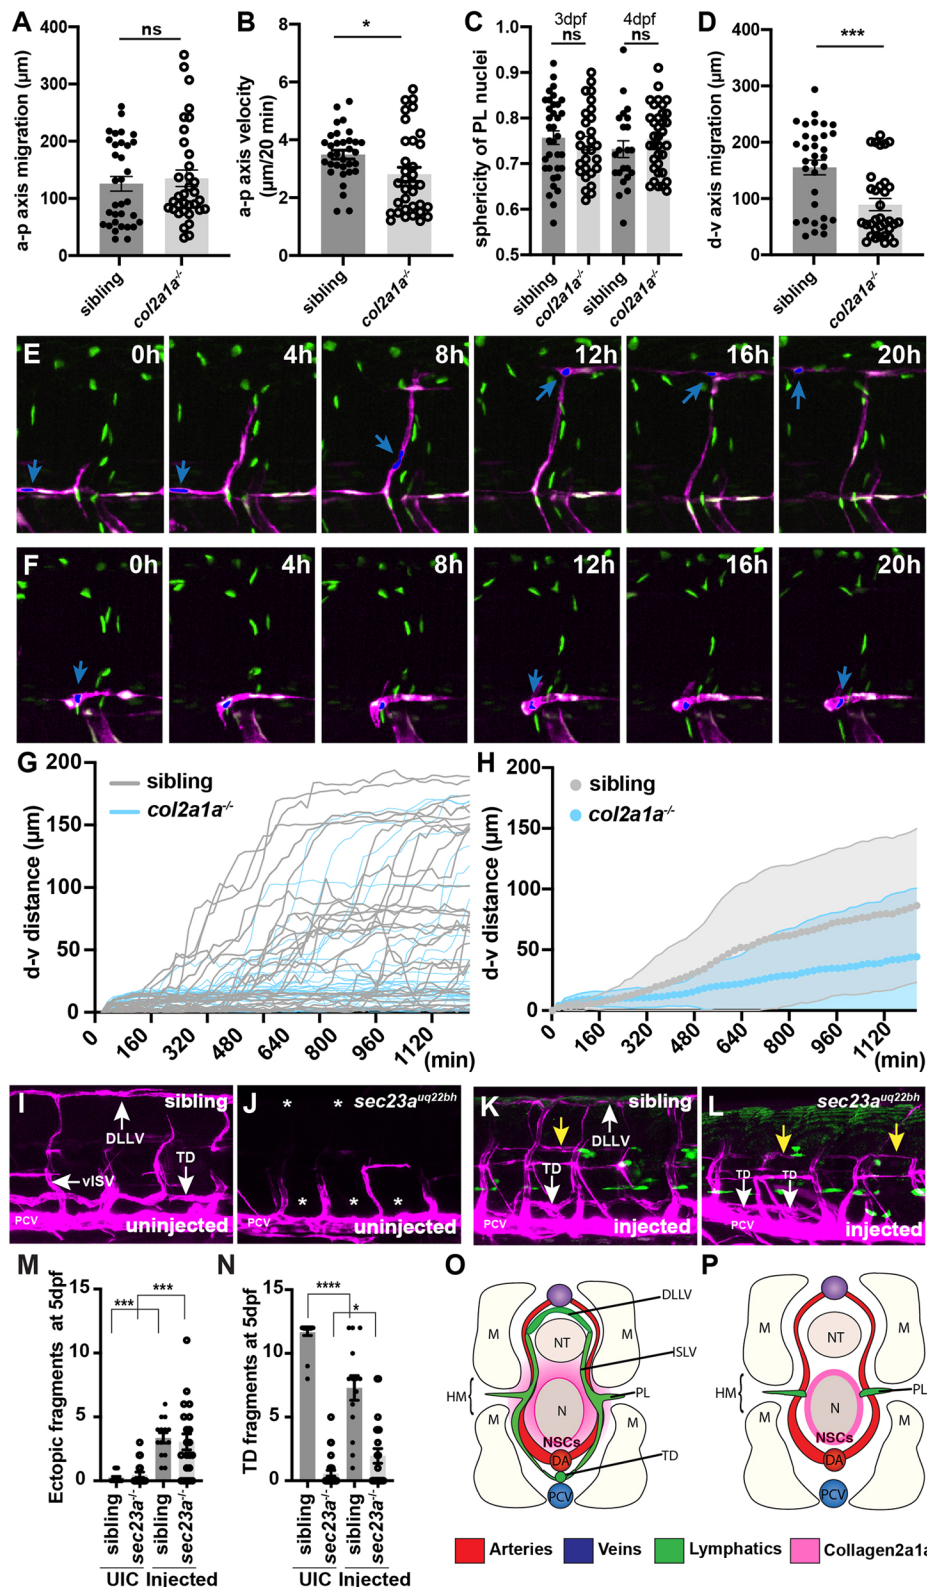 A
a-p axis migration (µm)
400
300
200
100
0
ns
sibling
col2a1a-/-
B
a-p axis velocity
(µm/20 min)
8
6
4
2
0
*
sibling
col2a1a-/-
C
sphericity of PL nuclei
1.0
0.9
0.8
0.7
0.6
0.5
3dpf
4dpf
ns
ns
sibling
col2a1a-/-
sibling
col2a1a-/-
D
d-v axis migration (µm)
400
300
200
100
0
***
sibling
col2a1a-/-
E
0h
4h
8h
12h
16h
20h
F
0h
4h
8h
12h
16h
20h
G
d-v distance (µm)
200
150
100
50
0
sibling
col2a1a-/-
0
160
320
480
640
800
960
1120
(min)
H
d-v distance (µm)
200
150
100
50
0
sibling
col2a1a-/-
0
160
320
480
640
800
960
1120
(min)
I
sibling
DLLV
vISV
TD
PCV
uninjected
J
sec23auq22bh
* *
* * *
uninjected
K
sibling
DLLV
TD
PCV
injected
L
sec23auq22bh
TD
TD
PCV
injected
M
Ectopic fragments at 5dpf
15
10
5
0
***
***
sibling
sec23a-/-
sibling
sec23a-/-
UIC Injected
N
TD fragments at 5dpf
15
10
5
0
****
*
sibling
sec23a-/-
sibling
sec23a-/-
UIC Injected
O
DLLV
M
M
NT
ISLV
HM
PL
N
M
M
NSCs
DA
TD
PCV
P
M
M
NT
HM
PL
N
M
M
NSCs
DA
PCV
Arteries
Veins
Lymphatics
Collagen2a1a